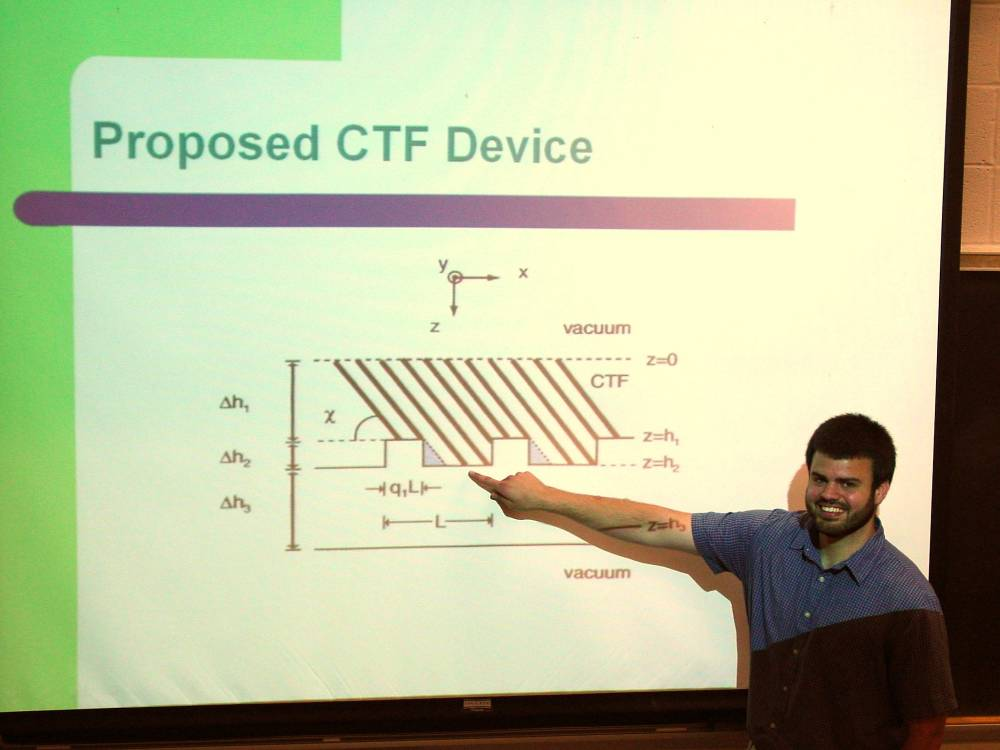 Proposed CTF Device
y
x
z
vacuum
z=0
CTF
Δh₁
χ
z=h₁
Δh₂
z=h₂
q₁L
Δh₃
L
z=h₃
vacuum